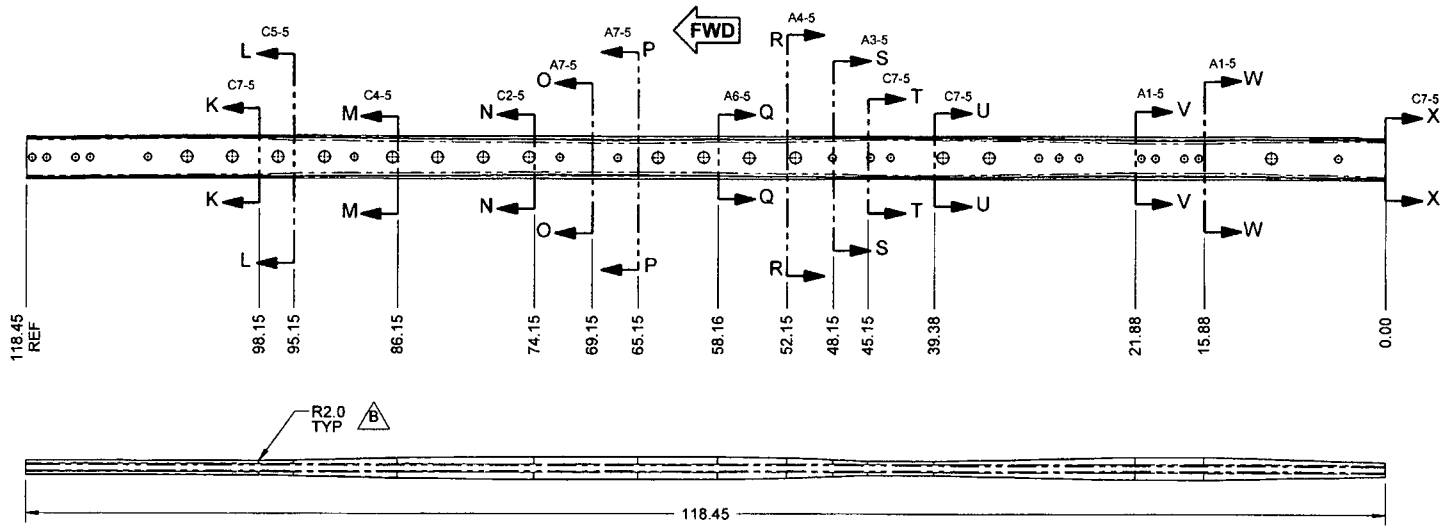 FWD
A4-5
R
C5-5
L
A7-5
P
A3-5
S
A7-5
O
A1-5
W
C7-5
K
C4-5
M
C2-5
N
A6-5
Q
C7-5
T
C7-5
U
A1-5
V
C7-5
X
K
M
N
Q
T
U
V
X
L
O
P
R
S
W
118.45
REF
98.15
95.15
86.15
74.15
69.15
65.15
58.16
52.15
48.15
45.15
39.38
21.88
15.88
0.00
R2.0
TYP
B
118.45